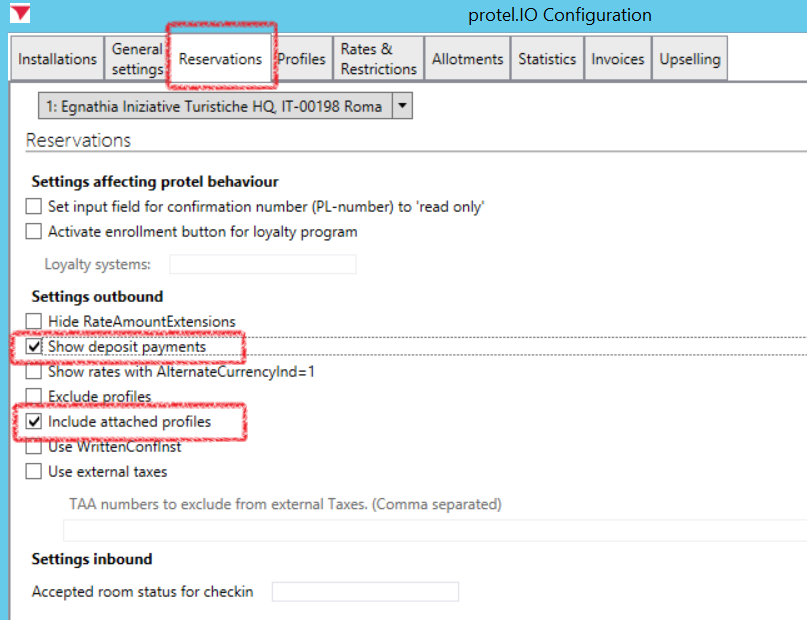 protel.IO Configuration
Installations
General
settings
Reservations
Profiles
Rates &
Restrictions
Allotments
Statistics
Invoices
Upselling
1: Egnathia Iniziative Turistiche HQ, IT-00198 Roma
Reservations
Settings affecting protel behaviour
Set input field for confirmation number (PL-number) to 'read only'
Activate enrollment button for loyalty program
Loyalty systems:
Settings outbound
Hide RateAmountExtensions
Show deposit payments
Show rates with AlternateCurrencyInd=1
Exclude profiles
Include attached profiles
Use WrittenConfInst
Use external taxes
TAA numbers to exclude from external Taxes. (Comma separated)
Settings inbound
Accepted room status for checkin